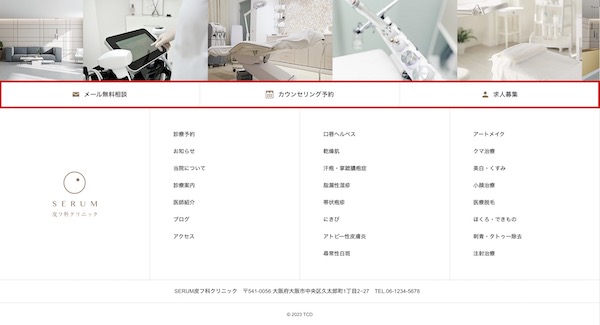 メール無料相談
カウンセリング予約
求人募集
診療予約
お知らせ
当院について
診療案内
医師紹介
ブログ
アクセス
口唇ヘルペス
乾燥肌
汗疱・掌蹠膿疱症
脂漏性湿疹
帯状疱疹
にきび
アトピー性皮膚炎
尋常性白斑
アートメイク
クマ治療
美白・くすみ
小顔治療
医療脱毛
ほくろ・できもの
刺青・タトゥー除去
注射治療
SERUM
皮フ科クリニック
SERUM皮フ科クリニック　〒541-0056 大阪府大阪市中央区久太郎町1丁目2−27　TEL.06-1234-5678
© 2023 TCD